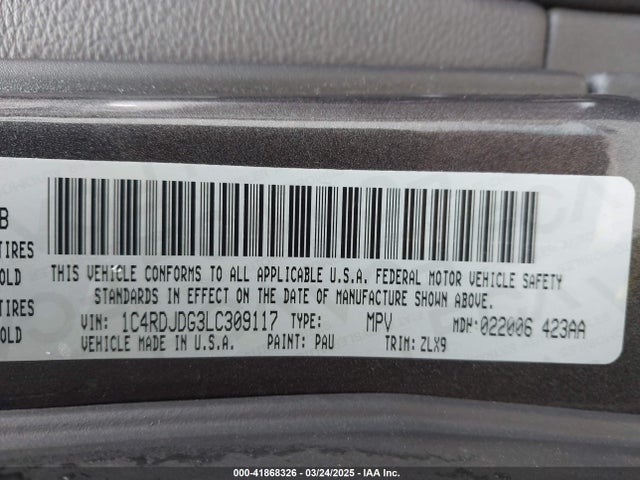 B
TIRES
OLD
TIRES
OLD
THIS VEHICLE CONFORMS TO ALL APPLICABLE U.S.A. FEDERAL MOTOR VEHICLE SAFETY
STANDARDS IN EFFECT ON THE DATE OF MANUFACTURE SHOWN ABOVE.
VIN: 1C4RDJDG3LC309117 TYPE: MPV MDH:022006 423AA
VEHICLE MADE IN U.S.A. PAINT: PAU TRIM: ZLX9
000-41868326 - 03/24/2025 - IAA Inc.